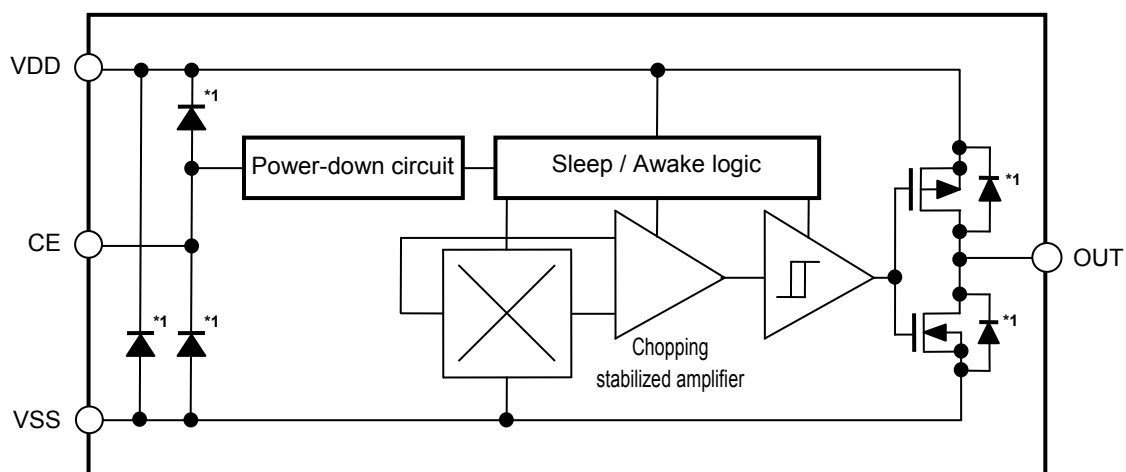 VDD
*1
Power-down circuit
Sleep / Awake logic
*1
CE
OUT
*1
*1
*1
Chopping
stabilized amplifier
VSS